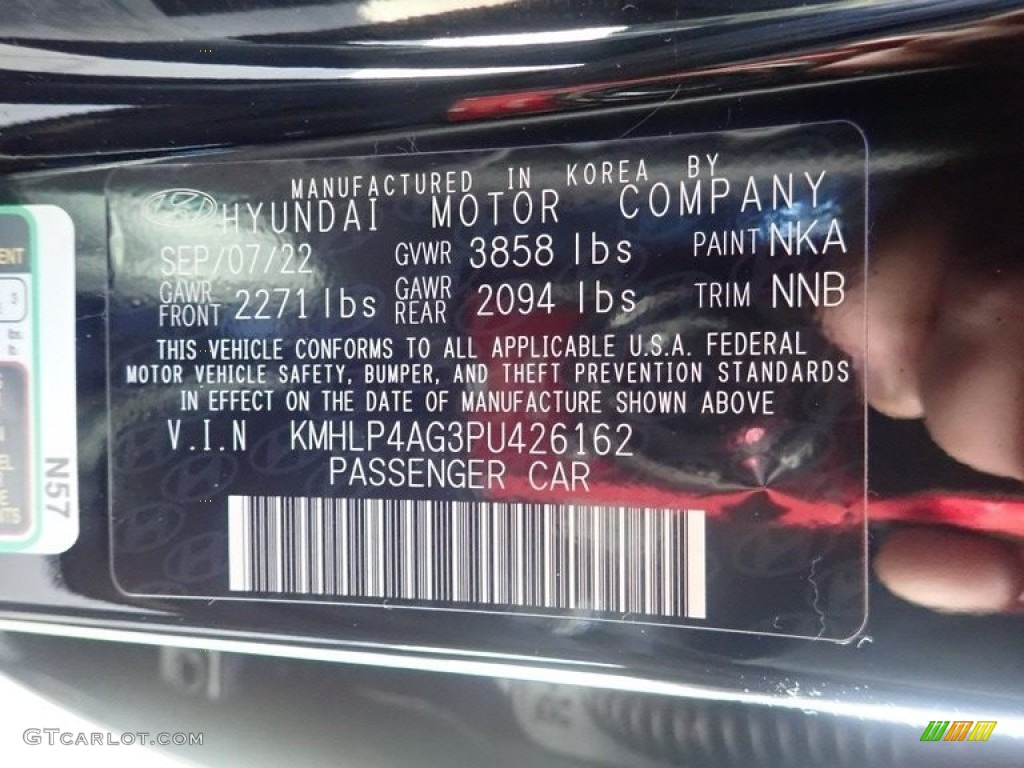 MANUFACTURED IN KOREA BY
HYUNDAI MOTOR COMPANY
SEP/07/22 GVWR 3858 lbs PAINT NKA
GAWR FRONT 2271 lbs GAWR REAR 2094 lbs TRIM NNB
THIS VEHICLE CONFORMS TO ALL APPLICABLE U.S.A. FEDERAL
MOTOR VEHICLE SAFETY, BUMPER, AND THEFT PREVENTION STANDARDS
IN EFFECT ON THE DATE OF MANUFACTURE SHOWN ABOVE
V.I.N KMHLP4AG3PU426162
PASSENGER CAR
N57
GTCARLOT.COM